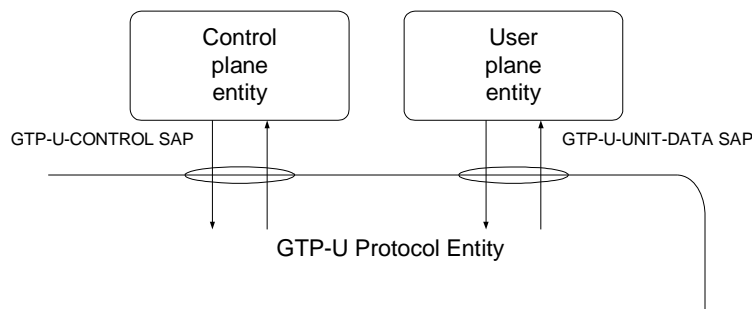 Control
plane
entity
User
plane
entity
GTP-U-CONTROL SAP
GTP-U-UNIT-DATA SAP
GTP-U Protocol Entity